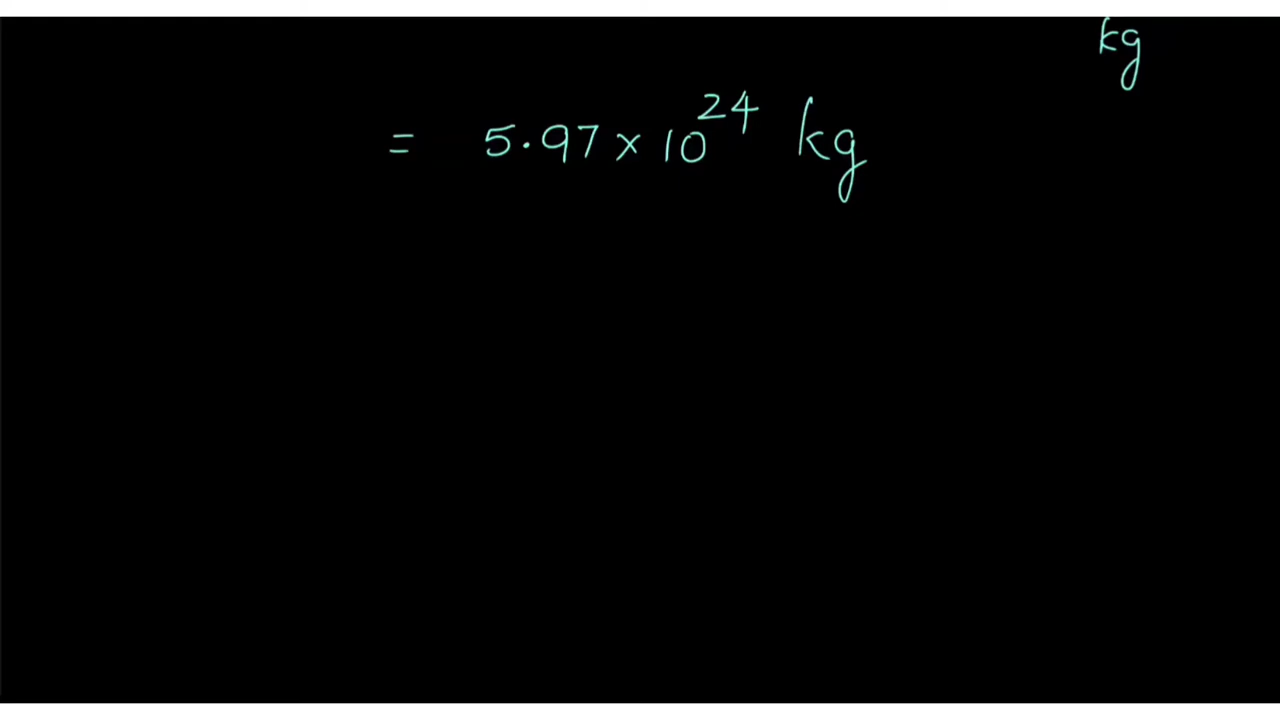 kg
= 5.97 × 10²⁴ kg